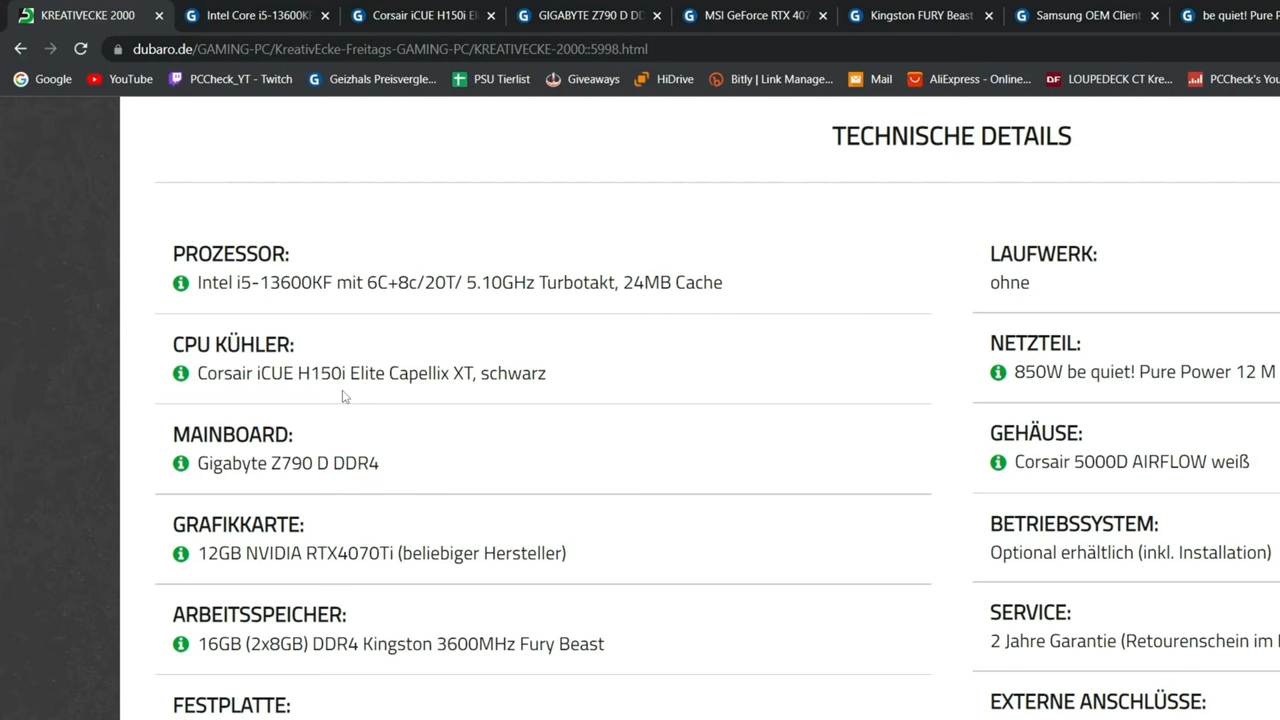 KREATIVECKE 2000
Intel Core i5-13600K
Corsair iCUE H150i El
GIGABYTE Z790 D DD
MSI GeForce RTX 407
Kingston FURY Beast
Samsung OEM Clien
be quiet! Pure P
dubaro.de/GAMING-PC/KreativEcke-Freitags-GAMING-PC/KREATIVECKE-2000::5998.html
Google
YouTube
PCCheck_YT - Twitch
Geizhals Preisvergle...
PSU Tierlist
Giveaways
HiDrive
Bitly | Link Manage...
Mail
AliExpress - Online...
LOUPEDECK CT Kre...
PCCheck's You
TECHNISCHE DETAILS
PROZESSOR:
Intel i5-13600KF mit 6C+8c/20T/ 5.10GHz Turbotakt, 24MB Cache
CPU KÜHLER:
Corsair iCUE H150i Elite Capellix XT, schwarz
MAINBOARD:
Gigabyte Z790 D DDR4
GRAFIKKARTE:
12GB NVIDIA RTX4070Ti (beliebiger Hersteller)
ARBEITSSPEICHER:
16GB (2x8GB) DDR4 Kingston 3600MHz Fury Beast
FESTPLATTE:
LAUFWERK:
ohne
NETZTEIL:
850W be quiet! Pure Power 12 M
GEHÄUSE:
Corsair 5000D AIRFLOW weiß
BETRIEBSSYSTEM:
Optional erhältlich (inkl. Installation)
SERVICE:
2 Jahre Garantie (Retourenschein im
EXTERNE ANSCHLÜSSE: